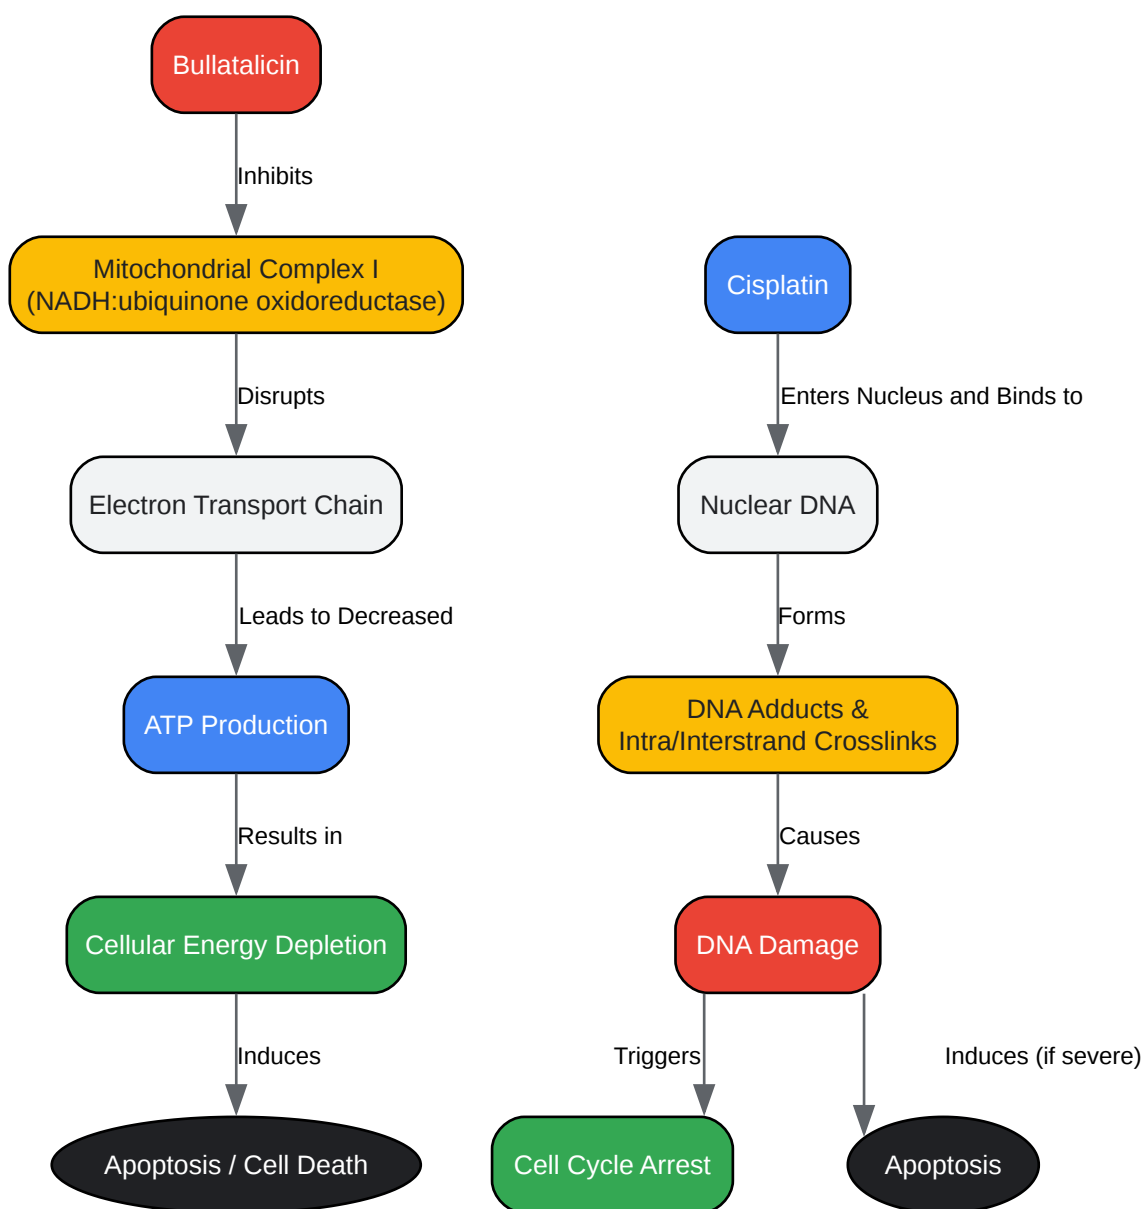 Bullatalicin
Inhibits
Mitochondrial Complex I
(NADH:ubiquinone oxidoreductase)
Disrupts
Electron Transport Chain
Leads to Decreased
ATP Production
Results in
Cellular Energy Depletion
Induces
Apoptosis / Cell Death
Cisplatin
Enters Nucleus and Binds to
Nuclear DNA
Forms
DNA Adducts &
Intra/Interstrand Crosslinks
Causes
DNA Damage
Triggers
Induces (if severe)
Cell Cycle Arrest
Apoptosis